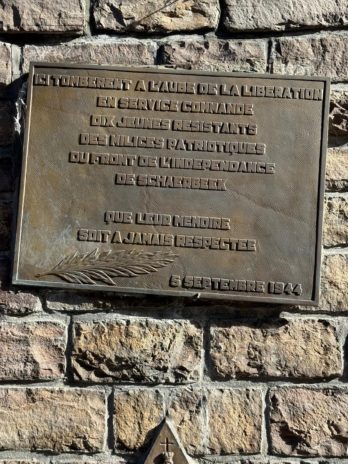 ICI TOMBERENT A L'AUBE DE LA LIBERATION
EN SERVICE COMMANDE
DIX JEUNES RESISTANTS
DES MILICES PATRIOTIQUES
DU FRONT DE L'INDEPENDANCE
DE SCHAERBEEK
QUE LEUR MEMOIRE
SOIT A JAMAIS RESPECTEE
5 SEPTEMBRE 1944